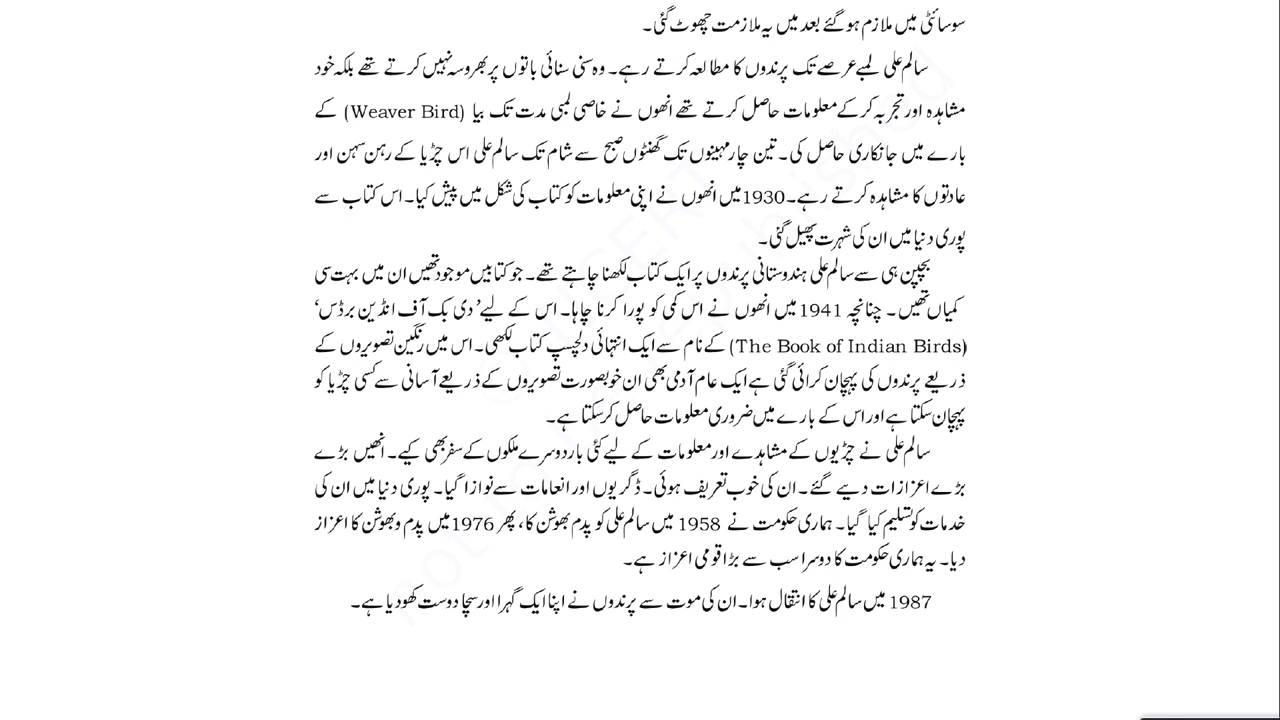 سوسائٹی میں ملازم ہوگئے بعد میں یہ ملازمت چھوٹ گئی۔
سالم علی لمبے عرصے تک پرندوں کا مطالعہ کرتے رہے۔ وہ سنی سنائی باتوں پر بھروسہ نہیں کرتے تھے بلکہ خود
مشاہدہ اور تجربہ کرکے معلومات حاصل کرتے تھے انھوں نے خاصی لمبی مدت تک بیا (Weaver Bird) کے
بارے میں جانکاری حاصل کی۔ تین چار مہینوں تک گھنٹوں صبح سے شام تک سالم علی اس چڑیا کے رہن سہن اور
عادتوں کا مشاہدہ کرتے رہے۔ 1930 میں انھوں نے اپنی معلومات کو کتاب کی شکل میں پیش کیا۔ اس کتاب سے
پوری دنیا میں ان کی شہرت پھیل گئی۔
بچپن ہی سے سالم علی ہندوستانی پرندوں پر ایک کتاب لکھنا چاہتے تھے۔ جو کتابیں موجود تھیں ان میں بہت سی
کمیاں تھیں۔ چنانچہ 1941 میں انھوں نے اس کمی کو پورا کرنا چاہا۔ اس کے لیے ’دی بک آف انڈین برڈس‘
(The Book of Indian Birds) کے نام سے ایک انتہائی دلچسپ کتاب لکھی۔ اس میں رنگین تصویروں کے
ذریعے پرندوں کی پہچان کرائی گئی ہے ایک عام آدمی بھی ان خوبصورت تصویروں کے ذریعے آسانی سے کسی چڑیا کو
پہچان سکتا ہے اور اس کے بارے میں ضروری معلومات حاصل کرسکتا ہے۔
سالم علی نے چڑیوں کے مشاہدے اور معلومات کے لیے کئی بار دوسرے ملکوں کے سفر بھی کیے۔ انھیں بڑے
بڑے اعزازات دیے گئے۔ ان کی خوب تعریف ہوئی۔ ڈگریوں اور انعامات سے نوازا گیا۔ پوری دنیا میں ان کی
خدمات کو تسلیم کیا گیا۔ ہماری حکومت نے 1958 میں سالم علی کو پدم بھوشن کا، پھر 1976 میں پدم وبھوشن کا اعزاز
دیا۔ یہ ہماری حکومت کا دوسرا سب سے بڑا قومی اعزاز ہے۔
1987 میں سالم علی کا انتقال ہوا۔ ان کی موت سے پرندوں نے اپنا ایک گہرا اور سچا دوست کھو دیا ہے۔